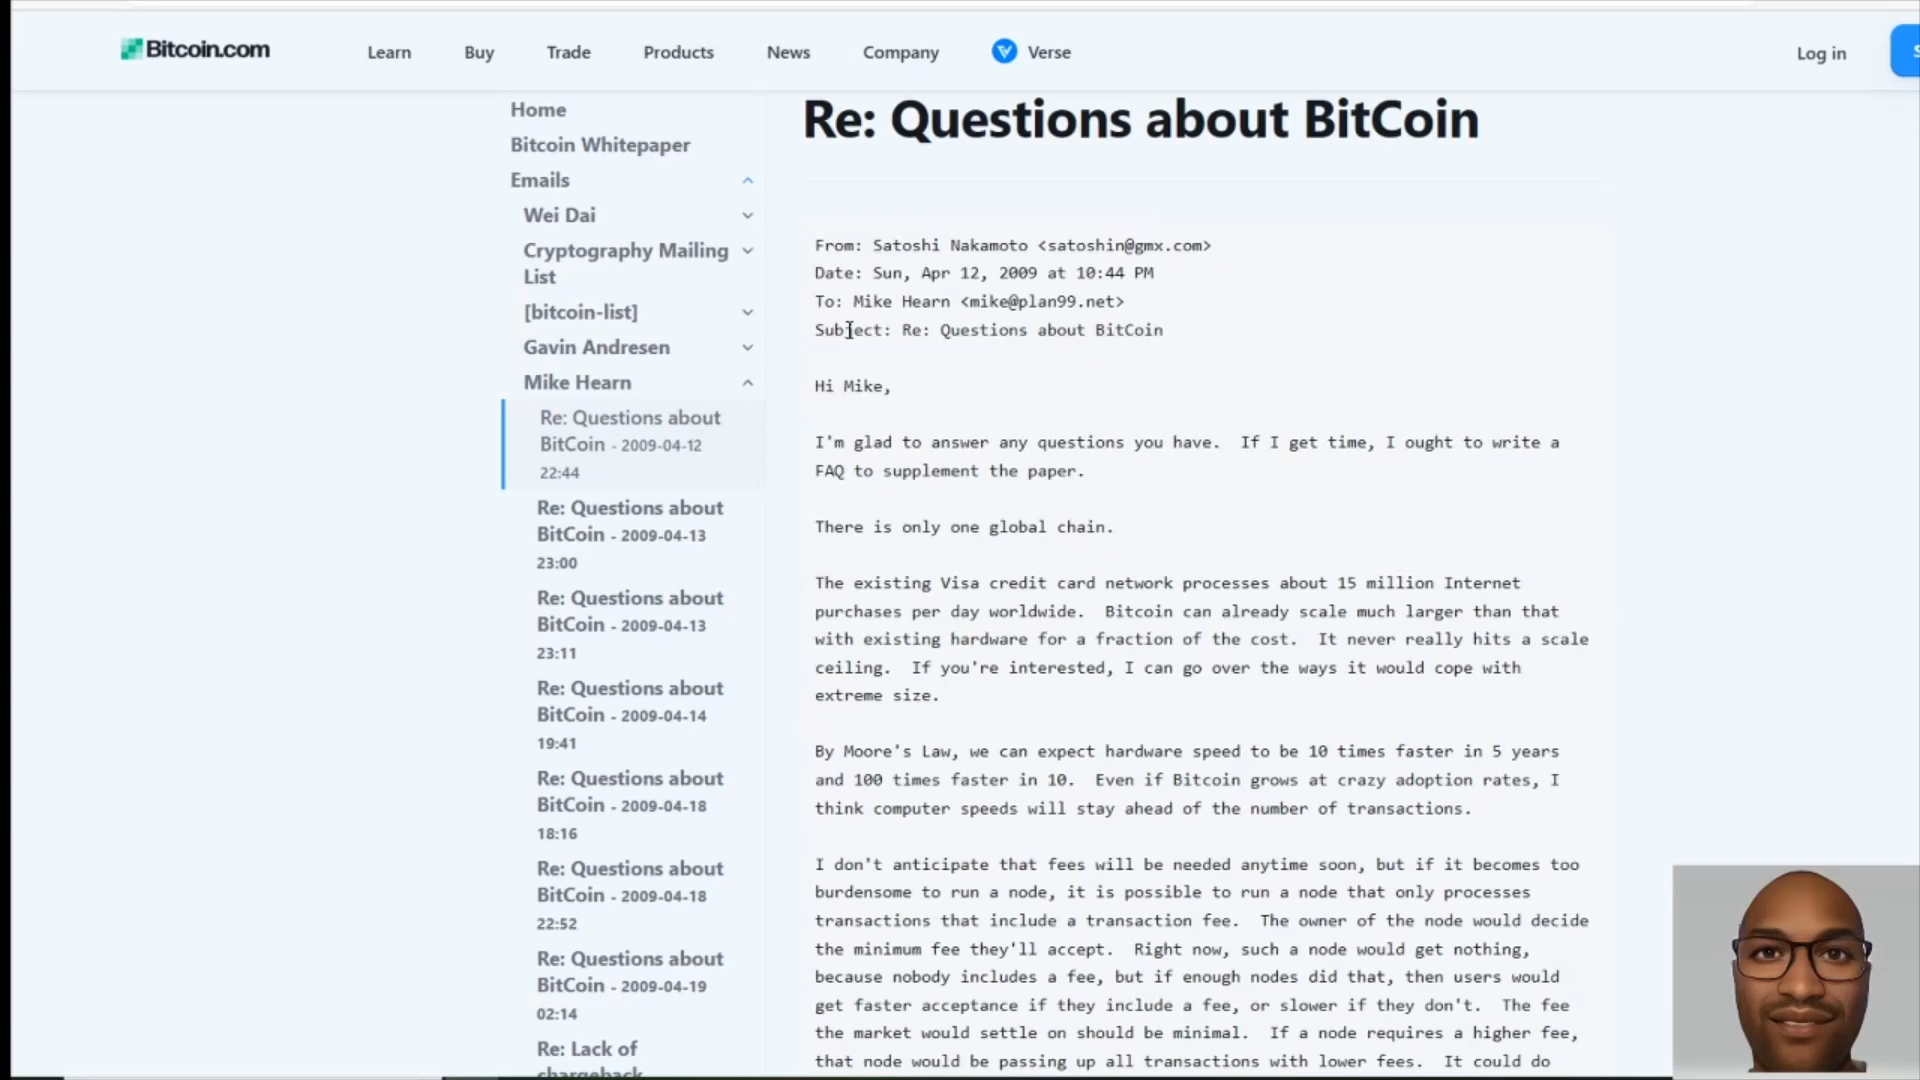 Bitcoin.com
Learn
Buy
Trade
Products
News
Company
Verse
Log in
Home
Bitcoin Whitepaper
Emails
Wei Dai
Cryptography Mailing
List
[bitcoin-list]
Gavin Andresen
Mike Hearn
Re: Questions about
BitCoin - 2009-04-12
22:44
Re: Questions about
BitCoin - 2009-04-13
23:00
Re: Questions about
BitCoin - 2009-04-13
23:11
Re: Questions about
BitCoin - 2009-04-14
19:41
Re: Questions about
BitCoin - 2009-04-18
18:16
Re: Questions about
BitCoin - 2009-04-18
22:52
Re: Questions about
BitCoin - 2009-04-19
02:14
Re: Lack of
chargeback
Re: Questions about BitCoin
From: Satoshi Nakamoto <satoshin@gmx.com>
Date: Sun, Apr 12, 2009 at 10:44 PM
To: Mike Hearn <mike@plan99.net>
Subject: Re: Questions about BitCoin
Hi Mike,
I'm glad to answer any questions you have.  If I get time, I ought to write a
FAQ to supplement the paper.
There is only one global chain.
The existing Visa credit card network processes about 15 million Internet
purchases per day worldwide.  Bitcoin can already scale much larger than that
with existing hardware for a fraction of the cost.  It never really hits a scale
ceiling.  If you're interested, I can go over the ways it would cope with
extreme size.
By Moore's Law, we can expect hardware speed to be 10 times faster in 5 years
and 100 times faster in 10.  Even if Bitcoin grows at crazy adoption rates, I
think computer speeds will stay ahead of the number of transactions.
I don't anticipate that fees will be needed anytime soon, but if it becomes too
burdensome to run a node, it is possible to run a node that only processes
transactions that include a transaction fee.  The owner of the node would decide
the minimum fee they'll accept.  Right now, such a node would get nothing,
because nobody includes a fee, but if enough nodes did that, then users would
get faster acceptance if they include a fee, or slower if they don't.  The fee
the market would settle on should be minimal.  If a node requires a higher fee,
that node would be passing up all transactions with lower fees.  It could do